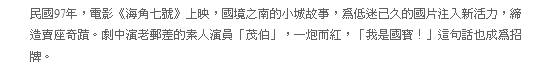 民國97年，電影《海角七號》上映，國境之南的小城故事，為低迷已久的國片注入新活力，締
造賣座奇蹟。劇中演老郵差的素人演員「茂伯」，一炮而紅，「我是國寶！」這句話也成為招
牌。